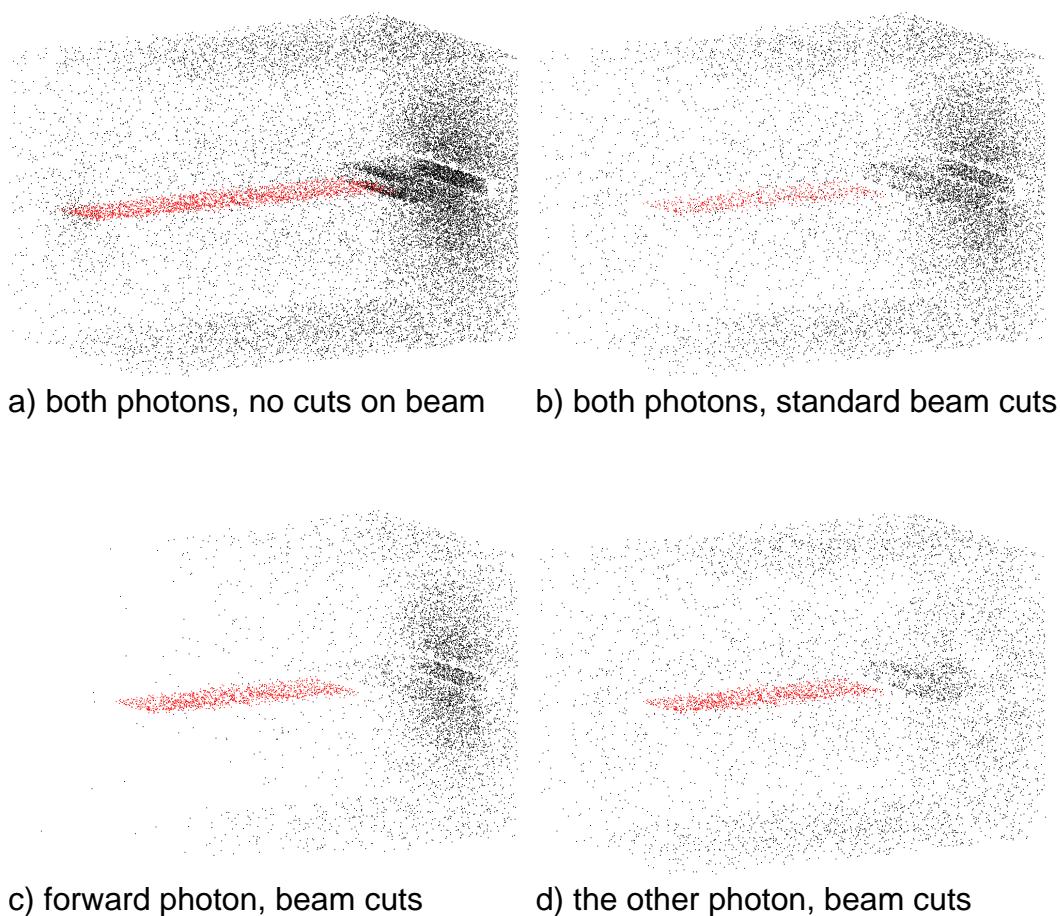 a) both photons, no cuts on beam
b) both photons, standard beam cuts
c) forward photon, beam cuts
d) the other photon, beam cuts